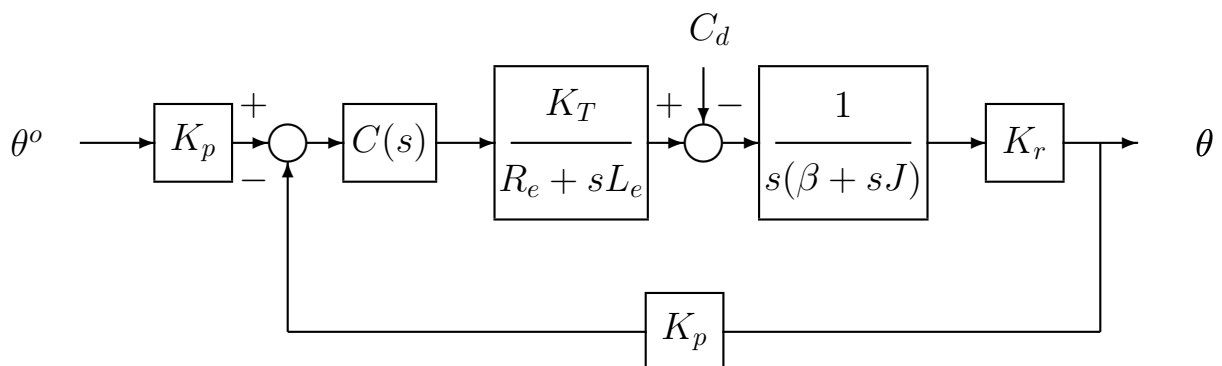 C_d
θ^o
K_p
+
−
C(s)
K_T
R_e + sL_e
+
−
1
s(β + sJ)
K_r
θ
K_p